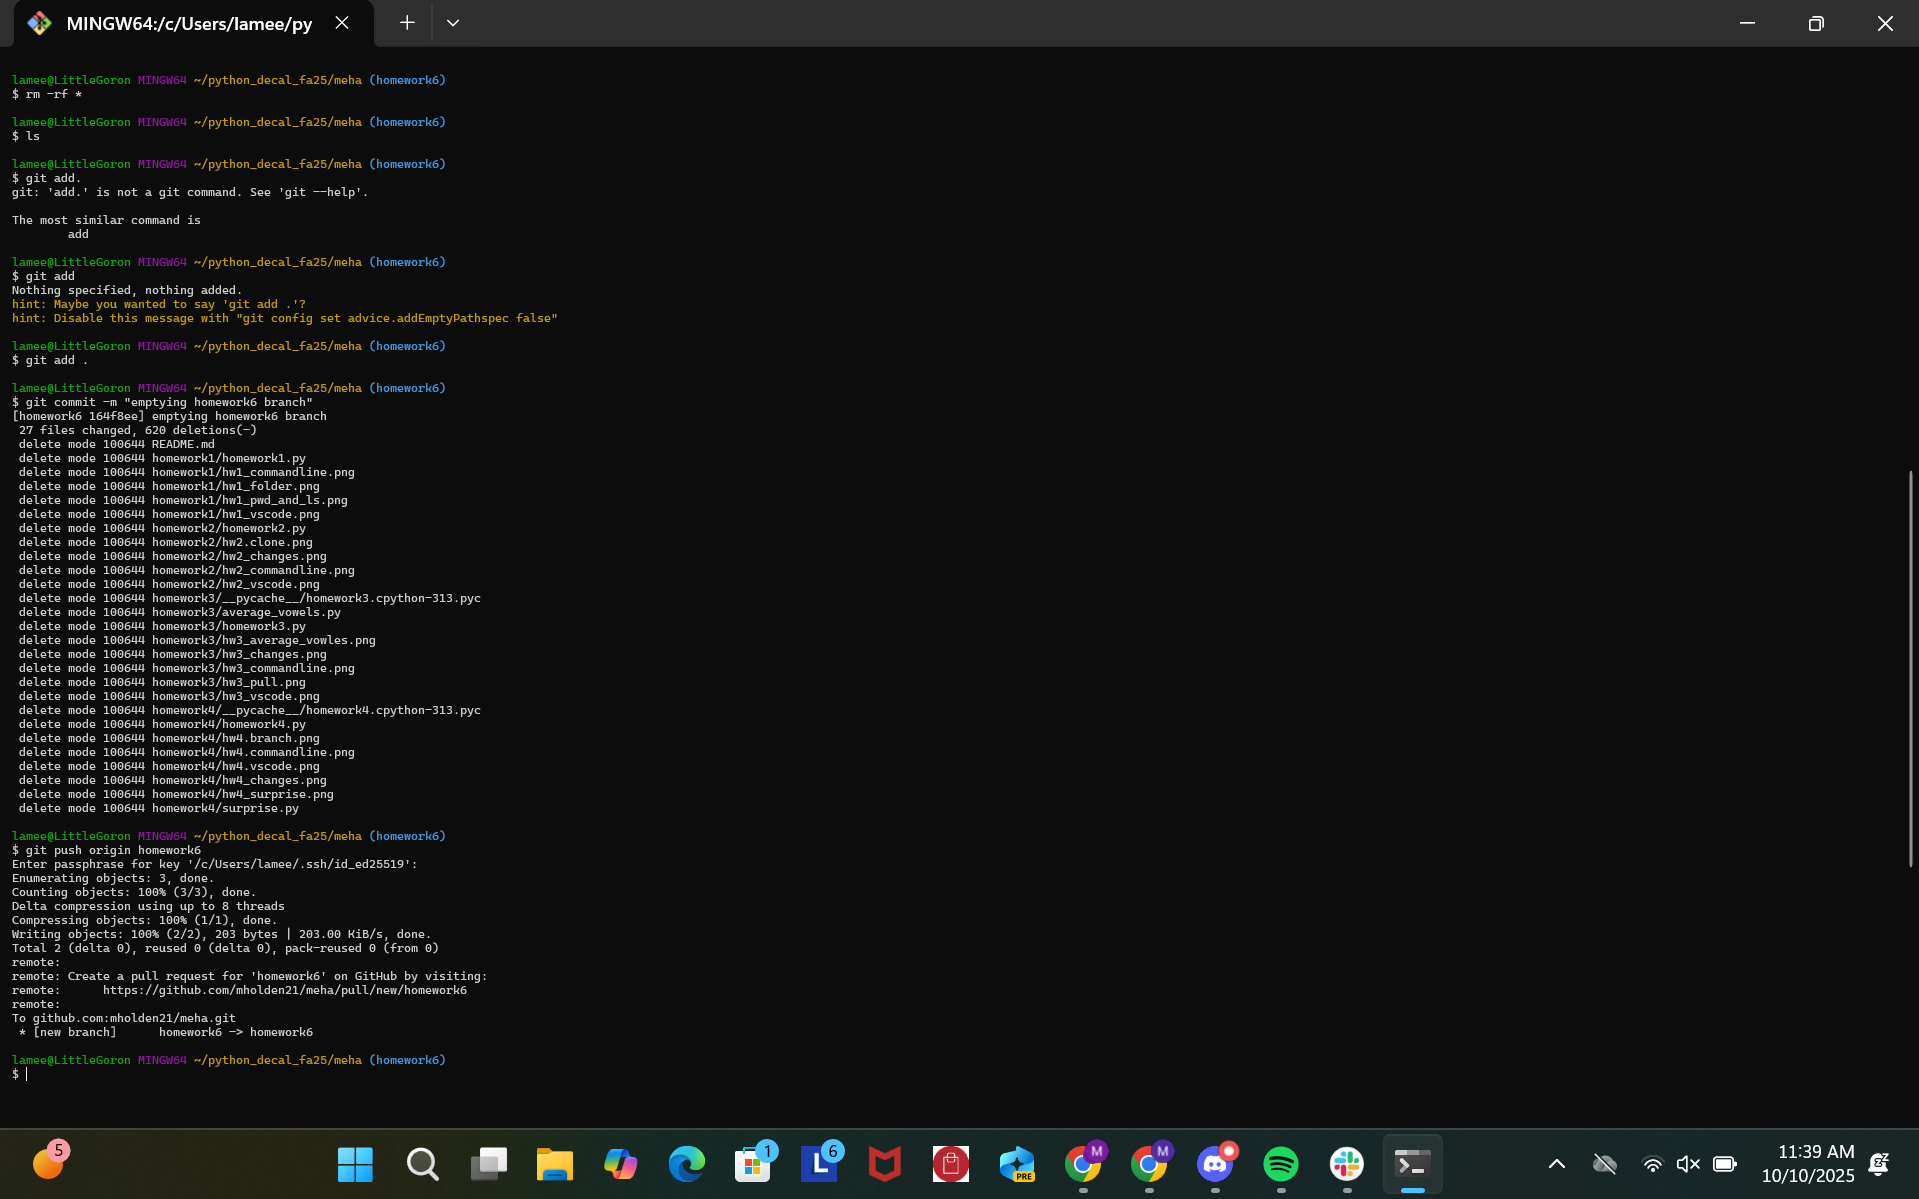 MINGW64:/c/Users/lamee/py
lamee@LittleGoron MINGW64 ~/python_decal_fa25/meha (homework6)
$ rm -rf *
lamee@LittleGoron MINGW64 ~/python_decal_fa25/meha (homework6)
$ ls
lamee@LittleGoron MINGW64 ~/python_decal_fa25/meha (homework6)
$ git add.
git: 'add.' is not a git command. See 'git --help'.
The most similar command is
add
lamee@LittleGoron MINGW64 ~/python_decal_fa25/meha (homework6)
$ git add
Nothing specified, nothing added.
hint: Maybe you wanted to say 'git add .'?
hint: Disable this message with "git config set advice.addEmptyPathspec false"
lamee@LittleGoron MINGW64 ~/python_decal_fa25/meha (homework6)
$ git add .
lamee@LittleGoron MINGW64 ~/python_decal_fa25/meha (homework6)
$ git commit -m "emptying homework6 branch"
[homework6 164f8ee] emptying homework6 branch
27 files changed, 620 deletions(-)
delete mode 100644 README.md
delete mode 100644 homework1/homework1.py
delete mode 100644 homework1/hw1_commandline.png
delete mode 100644 homework1/hw1_folder.png
delete mode 100644 homework1/hw1_pwd_and_ls.png
delete mode 100644 homework1/hw1_vscode.png
delete mode 100644 homework2/homework2.py
delete mode 100644 homework2/hw2.clone.png
delete mode 100644 homework2/hw2_changes.png
delete mode 100644 homework2/hw2_commandline.png
delete mode 100644 homework2/hw2_vscode.png
delete mode 100644 homework3/__pycache__/homework3.cpython-313.pyc
delete mode 100644 homework3/average_vowels.py
delete mode 100644 homework3/homework3.py
delete mode 100644 homework3/hw3_average_vowles.png
delete mode 100644 homework3/hw3_changes.png
delete mode 100644 homework3/hw3_commandline.png
delete mode 100644 homework3/hw3_pull.png
delete mode 100644 homework3/hw3_vscode.png
delete mode 100644 homework4/__pycache__/homework4.cpython-313.pyc
delete mode 100644 homework4/homework4.py
delete mode 100644 homework4/hw4.branch.png
delete mode 100644 homework4/hw4.commandline.png
delete mode 100644 homework4/hw4.vscode.png
delete mode 100644 homework4/hw4_changes.png
delete mode 100644 homework4/hw4_surprise.png
delete mode 100644 homework4/surprise.py
lamee@LittleGoron MINGW64 ~/python_decal_fa25/meha (homework6)
$ git push origin homework6
Enter passphrase for key '/c/Users/lamee/.ssh/id_ed25519':
Enumerating objects: 3, done.
Counting objects: 100% (3/3), done.
Delta compression using up to 8 threads
Compressing objects: 100% (1/1), done.
Writing objects: 100% (2/2), 203 bytes | 203.00 KiB/s, done.
Total 2 (delta 0), reused 0 (delta 0), pack-reused 0 (from 0)
remote:
remote: Create a pull request for 'homework6' on GitHub by visiting:
remote:      https://github.com/mholden21/meha/pull/new/homework6
remote:
To github.com:mholden21/meha.git
* [new branch]      homework6 -> homework6
lamee@LittleGoron MINGW64 ~/python_decal_fa25/meha (homework6)
$
5
1
L 6
PRE
M
M
11:39 AM
10/10/2025